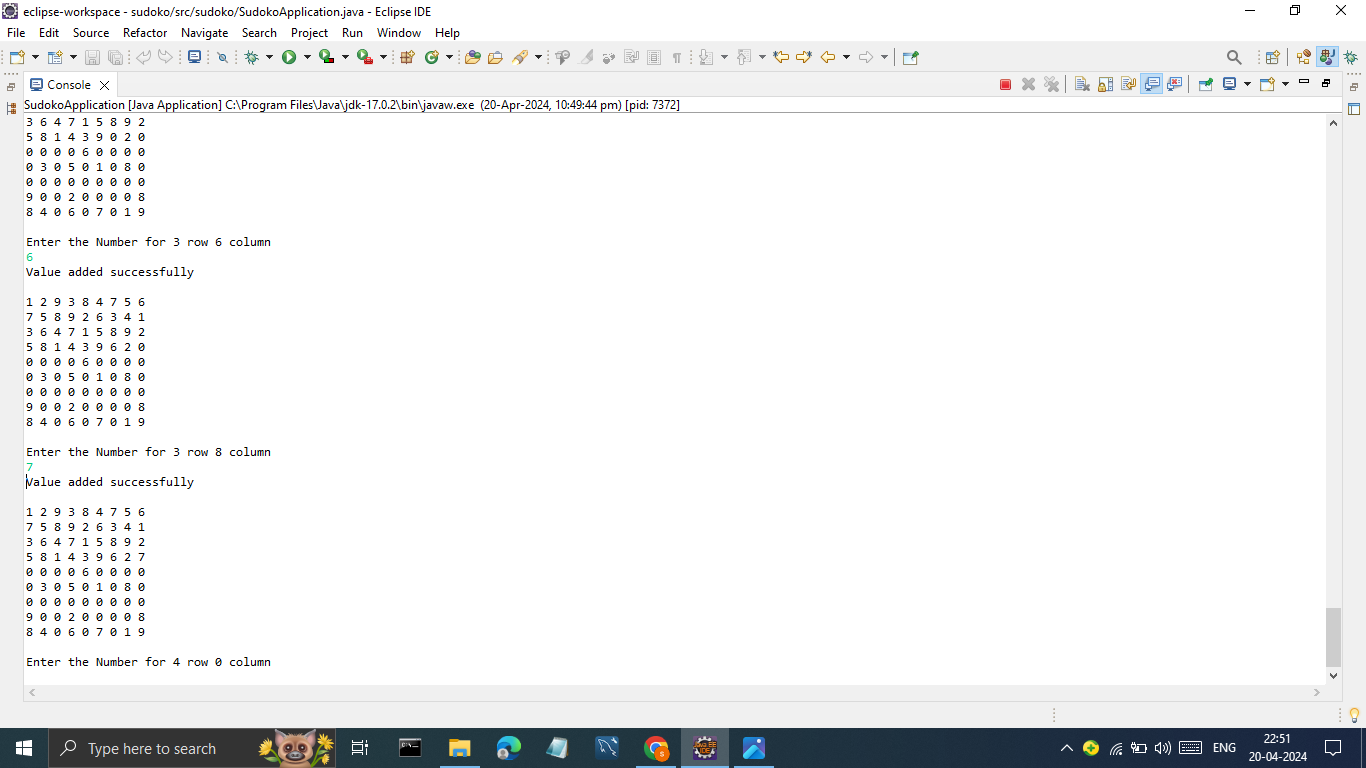 eclipse-workspace - sudoko/src/sudoko/SudokoApplication.java - Eclipse IDE
File Edit Source Refactor Navigate Search Project Run Window Help
Console
SudokoApplication [Java Application] C:\Program Files\Java\jdk-17.0.2\bin\javaw.exe (20-Apr-2024, 10:49:44 pm) [pid: 7372]
3 6 4 7 1 5 8 9 2
5 8 1 4 3 9 0 2 0
0 0 0 0 6 0 0 0 0
0 3 0 5 0 1 0 8 0
0 0 0 0 0 0 0 0 0
9 0 0 2 0 0 0 0 8
8 4 0 6 0 7 0 1 9
Enter the Number for 3 row 6 column
6
Value added successfully
1 2 9 3 8 4 7 5 6
7 5 8 9 2 6 3 4 1
3 6 4 7 1 5 8 9 2
5 8 1 4 3 9 6 2 0
0 0 0 0 6 0 0 0 0
0 3 0 5 0 1 0 8 0
0 0 0 0 0 0 0 0 0
9 0 0 2 0 0 0 0 8
8 4 0 6 0 7 0 1 9
Enter the Number for 3 row 8 column
7
Value added successfully
1 2 9 3 8 4 7 5 6
7 5 8 9 2 6 3 4 1
3 6 4 7 1 5 8 9 2
5 8 1 4 3 9 6 2 7
0 0 0 0 6 0 0 0 0
0 3 0 5 0 1 0 8 0
0 0 0 0 0 0 0 0 0
9 0 0 2 0 0 0 0 8
8 4 0 6 0 7 0 1 9
Enter the Number for 4 row 0 column
Type here to search
ENG
22:51
20-04-2024